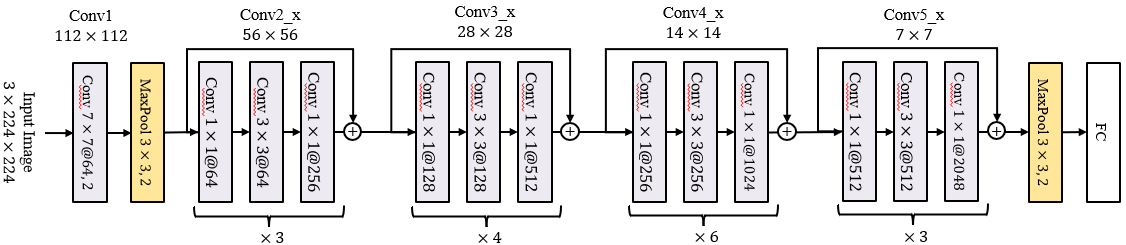 Conv1
112 × 112
Conv2_x
56 × 56
Conv3_x
28 × 28
Conv4_x
14 × 14
Conv5_x
7 × 7
Input Image
3 × 224 × 224
Conv 7 × 7@64, 2
MaxPool 3 × 3, 2
Conv 1 × 1@64
Conv 3 × 3@64
Conv 1 × 1@256
+
Conv 1 × 1@128
Conv 3 × 3@128
Conv 1 × 1@512
+
Conv 1 × 1@256
Conv 3 × 3@256
Conv 1 × 1@1024
+
Conv 1 × 1@512
Conv 3 × 3@512
Conv 1 × 1@2048
+
MaxPool 3 × 3, 2
FC
× 3
× 4
× 6
× 3